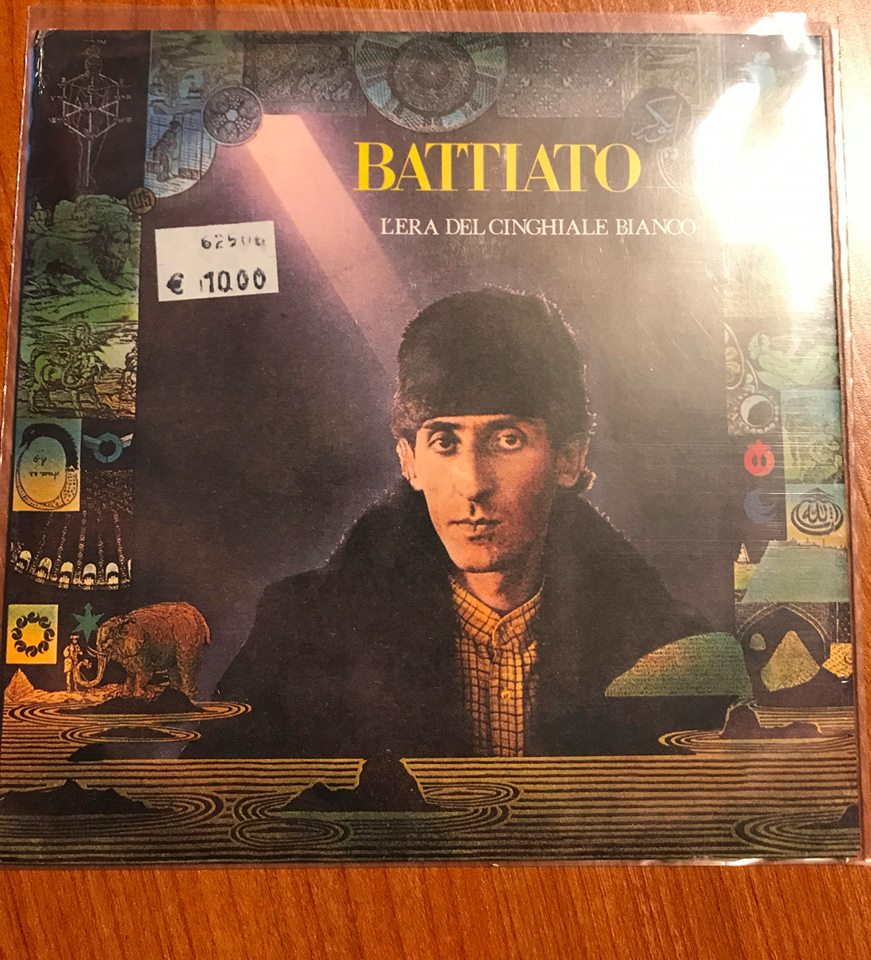 BATTIATO
L'ERA DEL CINGHIALE BIANCO
€ 10.00